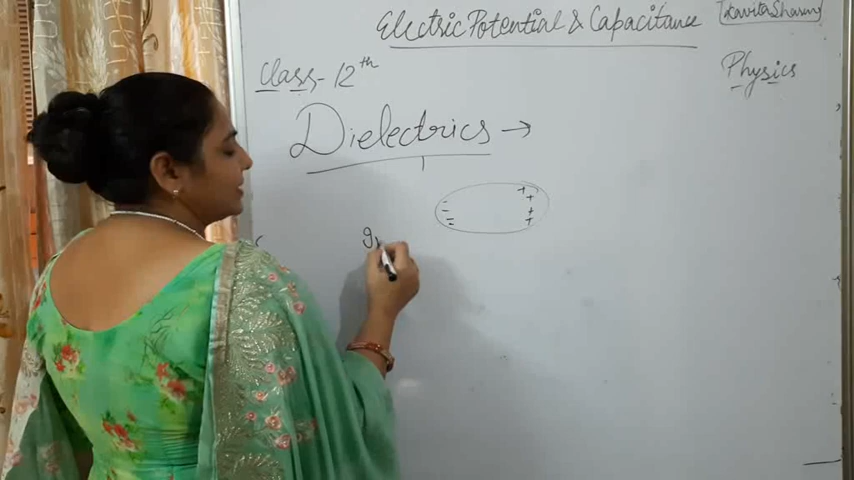 Electric Potential & Capacitance
Kavita Sharma
Class - 12th
Physics
Dielectrics →
- + +
- +
= +